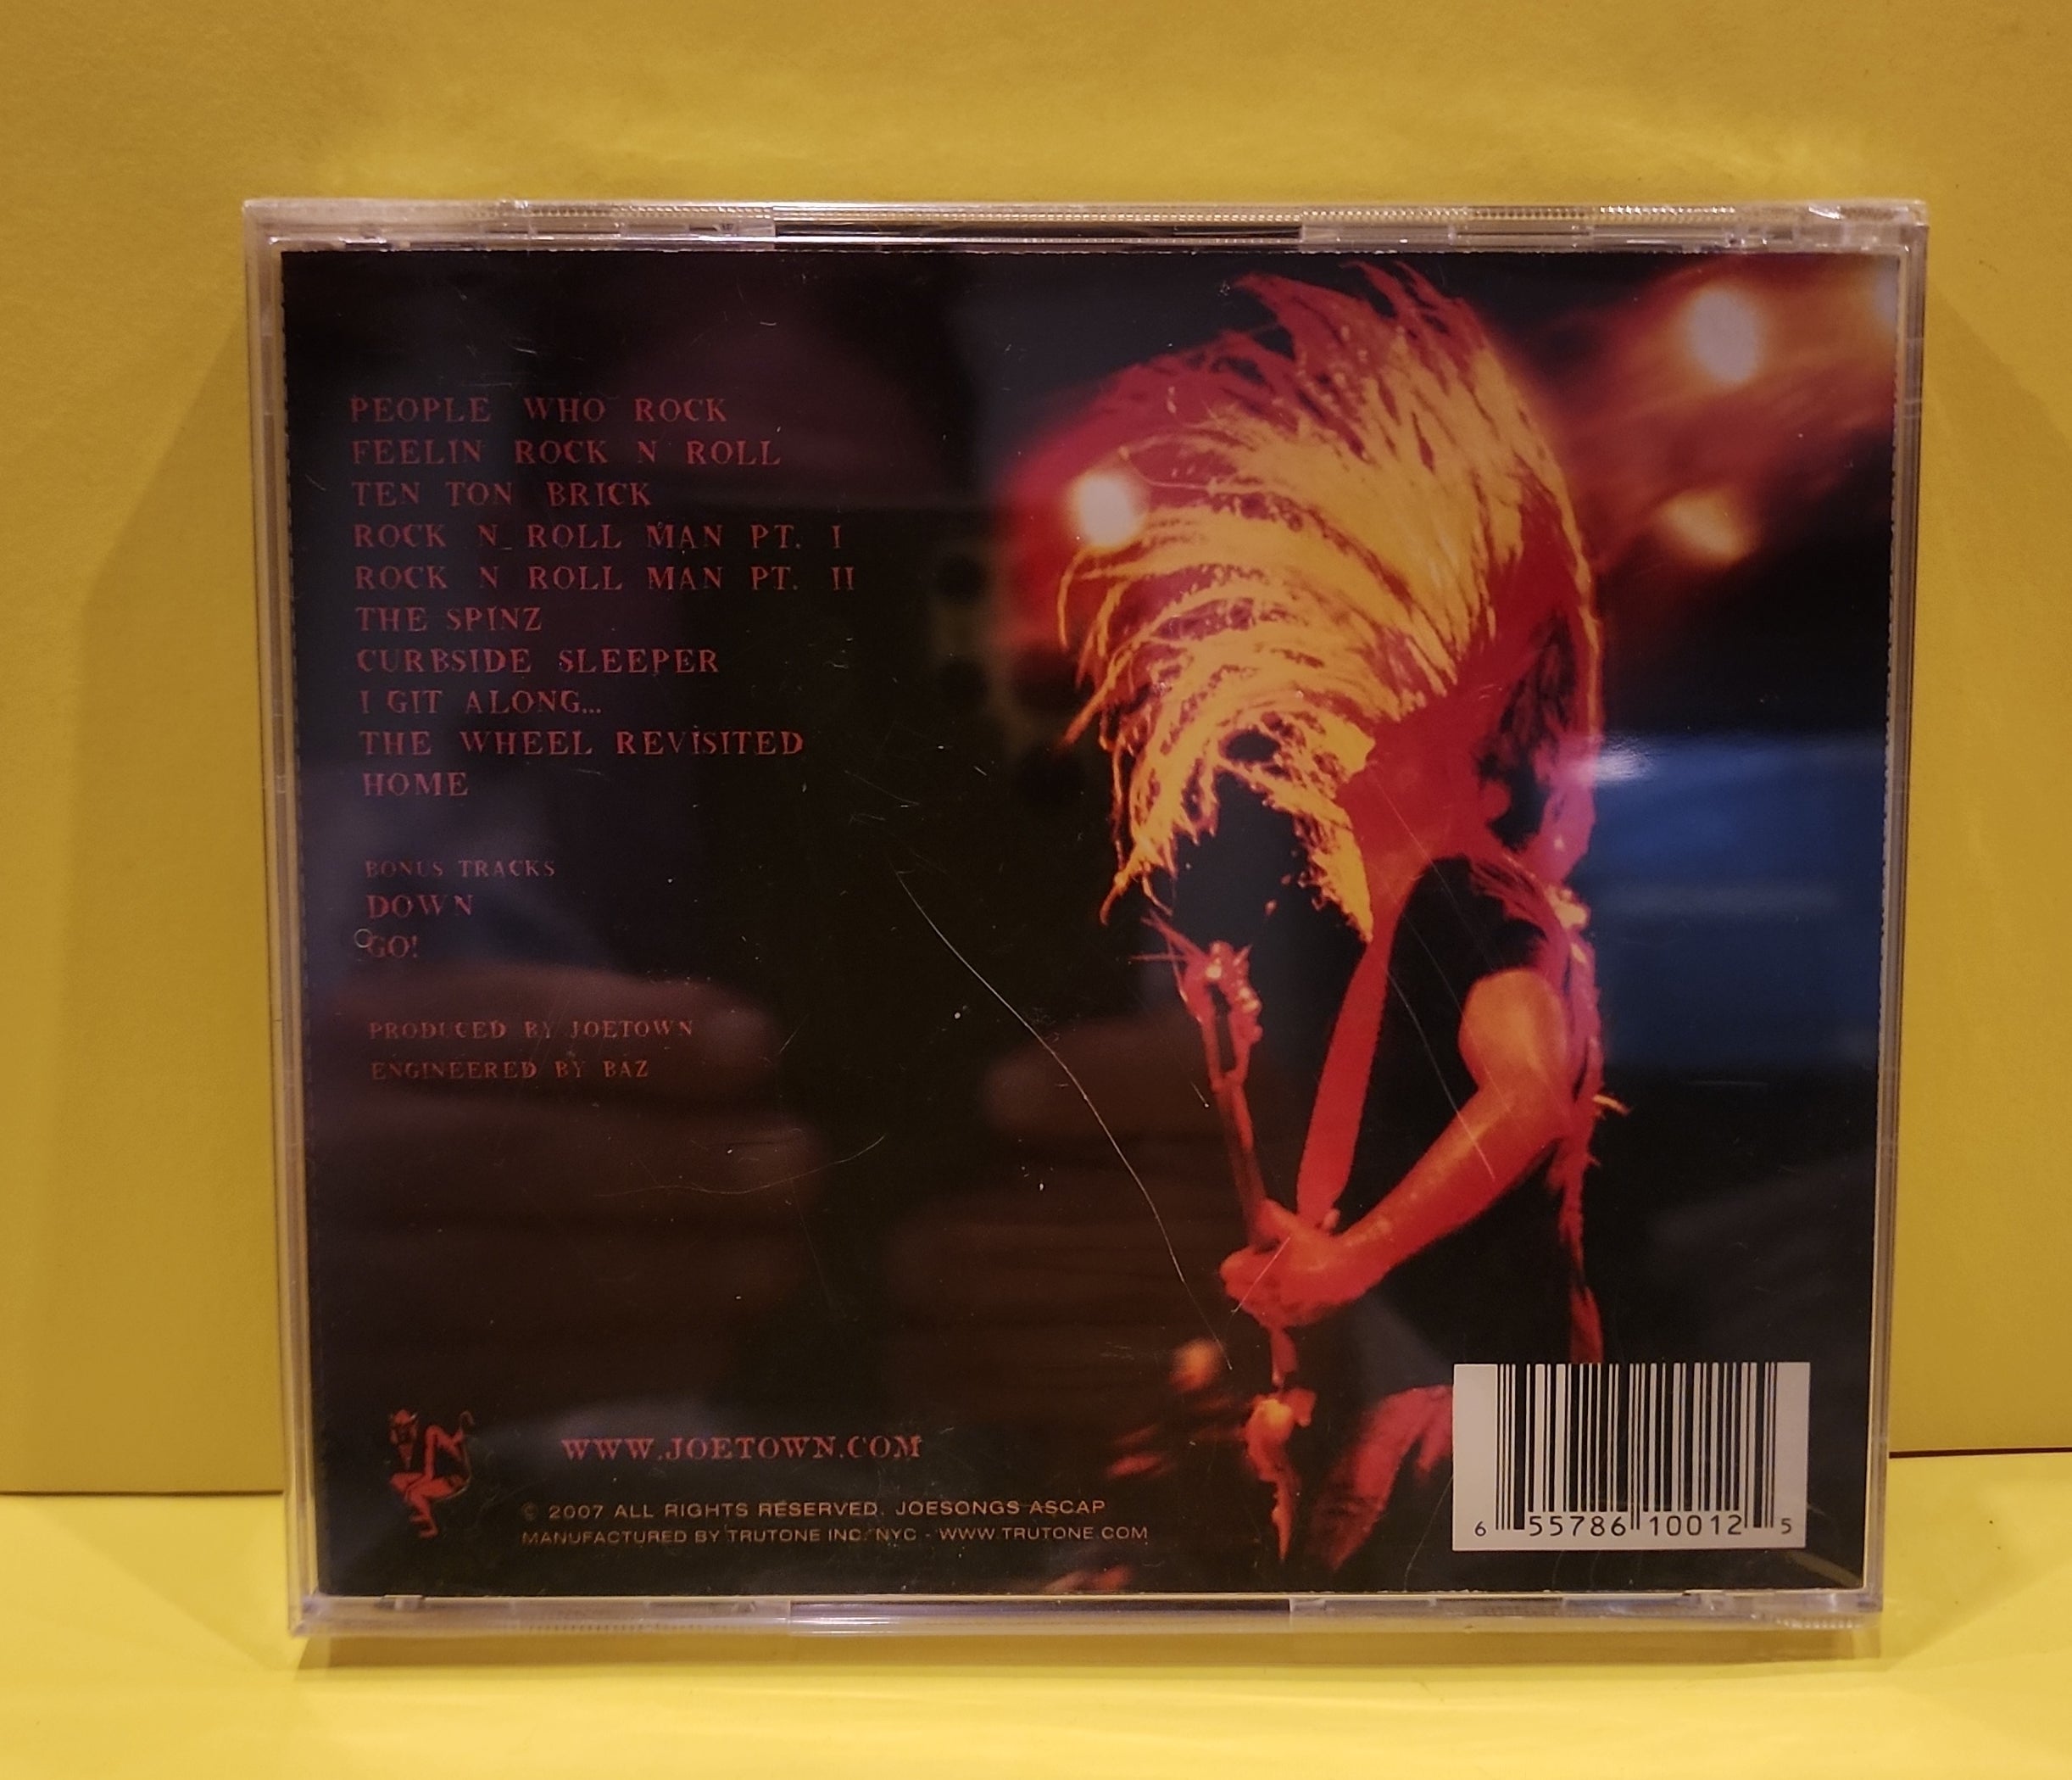 PEOPLE WHO ROCK
FEELIN ROCK N ROLL
TEN TON BRICK
ROCK N ROLL MAN PT. I
ROCK N ROLL MAN PT. II
THE SPINZ
CURBSIDE SLEEPER
I GIT ALONG...
THE WHEEL REVISITED
HOME
BONUS TRACKS
DOWN
GO!
PRODUCED BY JOETOWN
ENGINEERED BY BAZ
WWW.JOETOWN.COM
© 2007 ALL RIGHTS RESERVED. JOESONGS ASCAP
MANUFACTURED BY TRUTONE INC. NYC - WWW.TRUTONE.COM
6 55786 10012 5